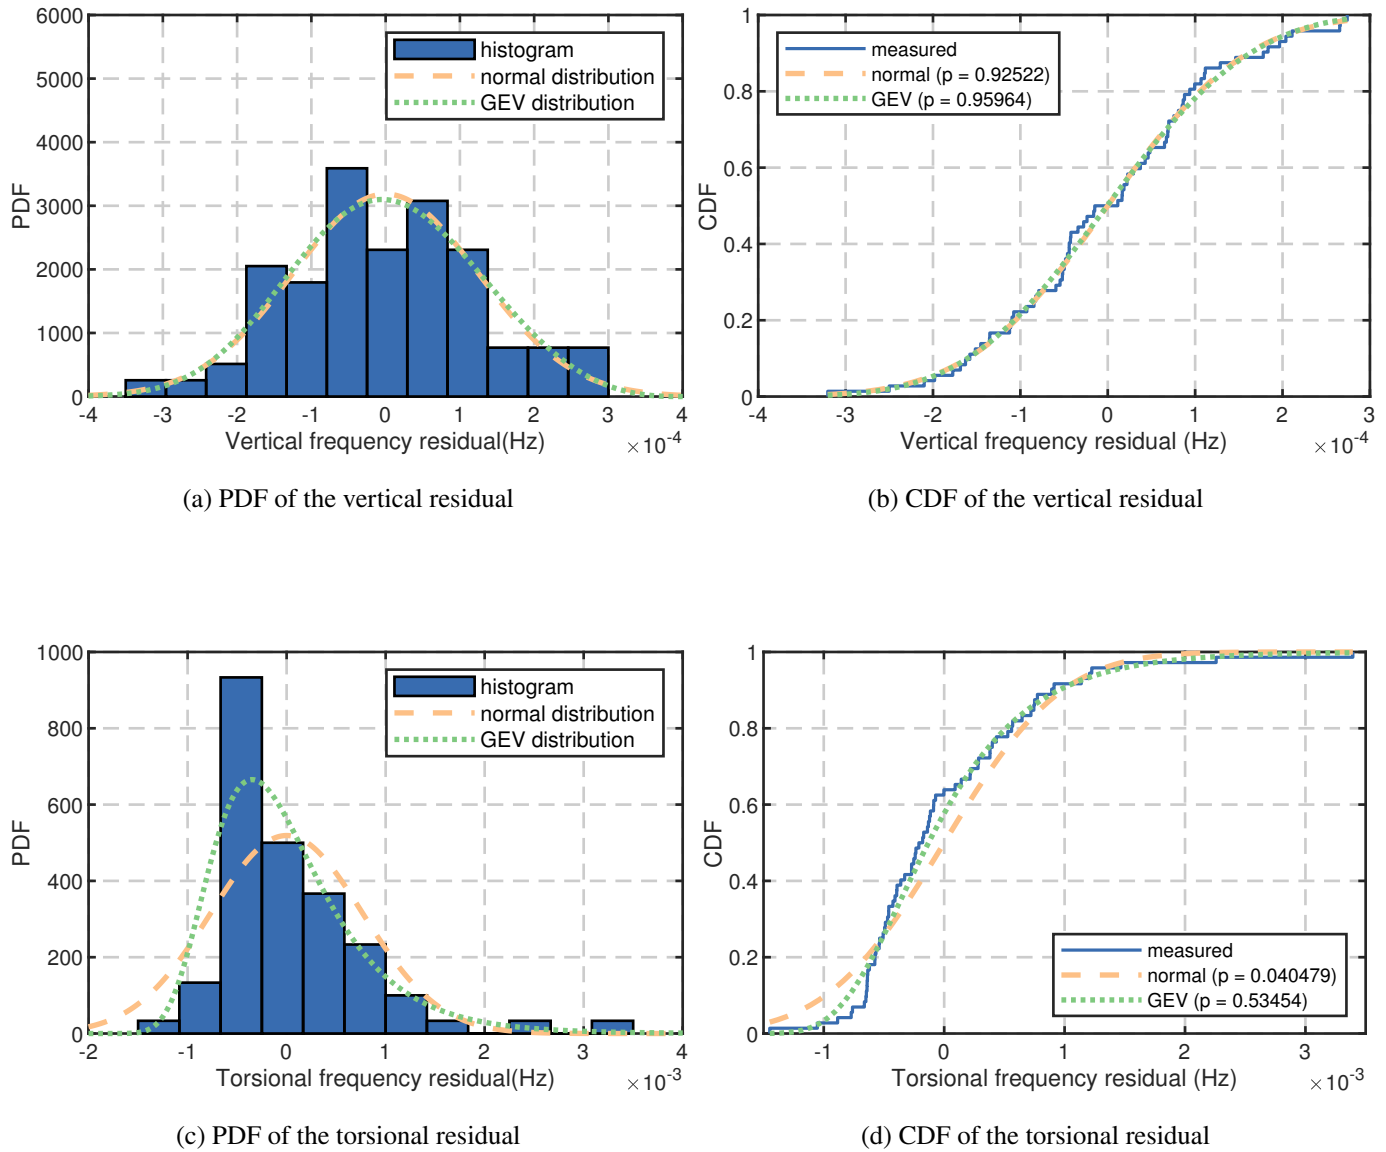 6000
5000
4000
3000
2000
1000
0
PDF
histogram
normal distribution
GEV distribution
-4 -3 -2 -1 0 1 2 3 4
Vertical frequency residual(Hz)
×10-4
(a) PDF of the vertical residual
1
0.8
0.6
0.4
0.2
0
CDF
measured
normal (p = 0.92522)
GEV (p = 0.95964)
-4 -3 -2 -1 0 1 2 3
Vertical frequency residual (Hz)
×10-4
(b) CDF of the vertical residual
1000
800
600
400
200
0
PDF
histogram
normal distribution
GEV distribution
-2 -1 0 1 2 3 4
Torsional frequency residual(Hz)
×10-3
(c) PDF of the torsional residual
1
0.8
0.6
0.4
0.2
0
CDF
measured
normal (p = 0.040479)
GEV (p = 0.53454)
-1 0 1 2 3
Torsional frequency residual (Hz)
×10-3
(d) CDF of the torsional residual